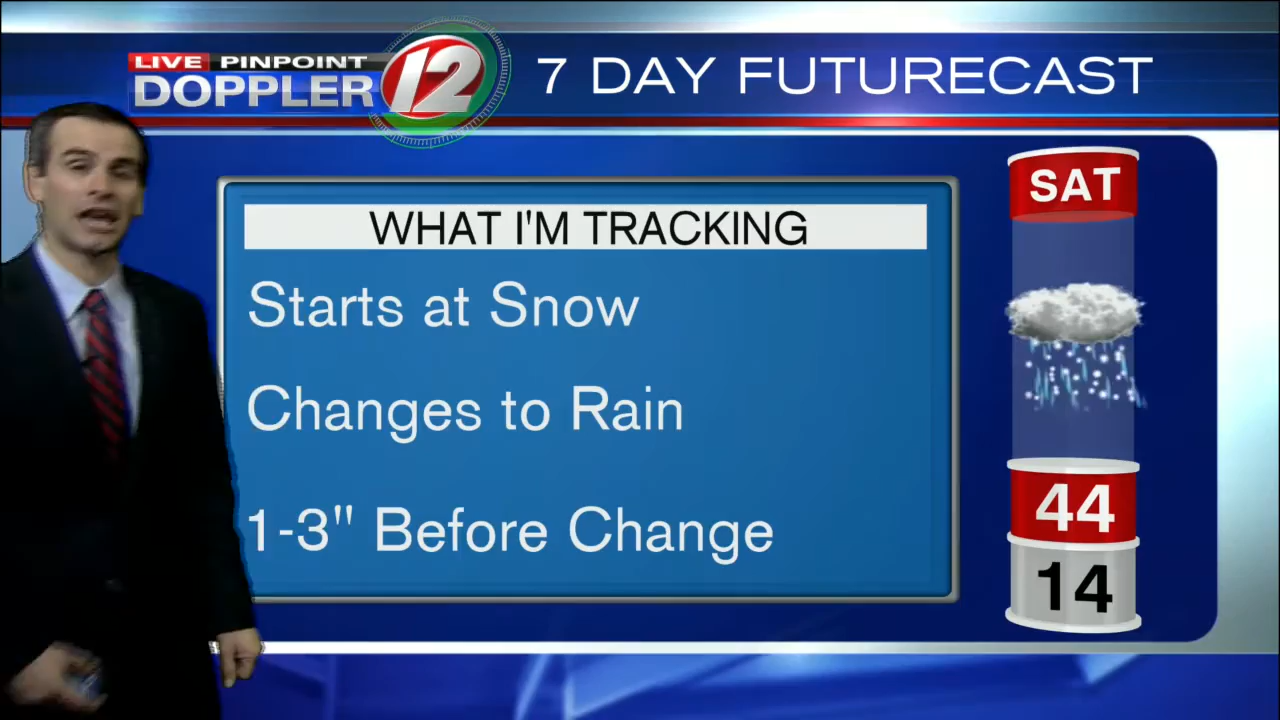 LIVE PINPOINT
DOPPLER 12
7 DAY FUTURECAST
WHAT I'M TRACKING
Starts at Snow
Changes to Rain
1-3" Before Change
SAT
44
14